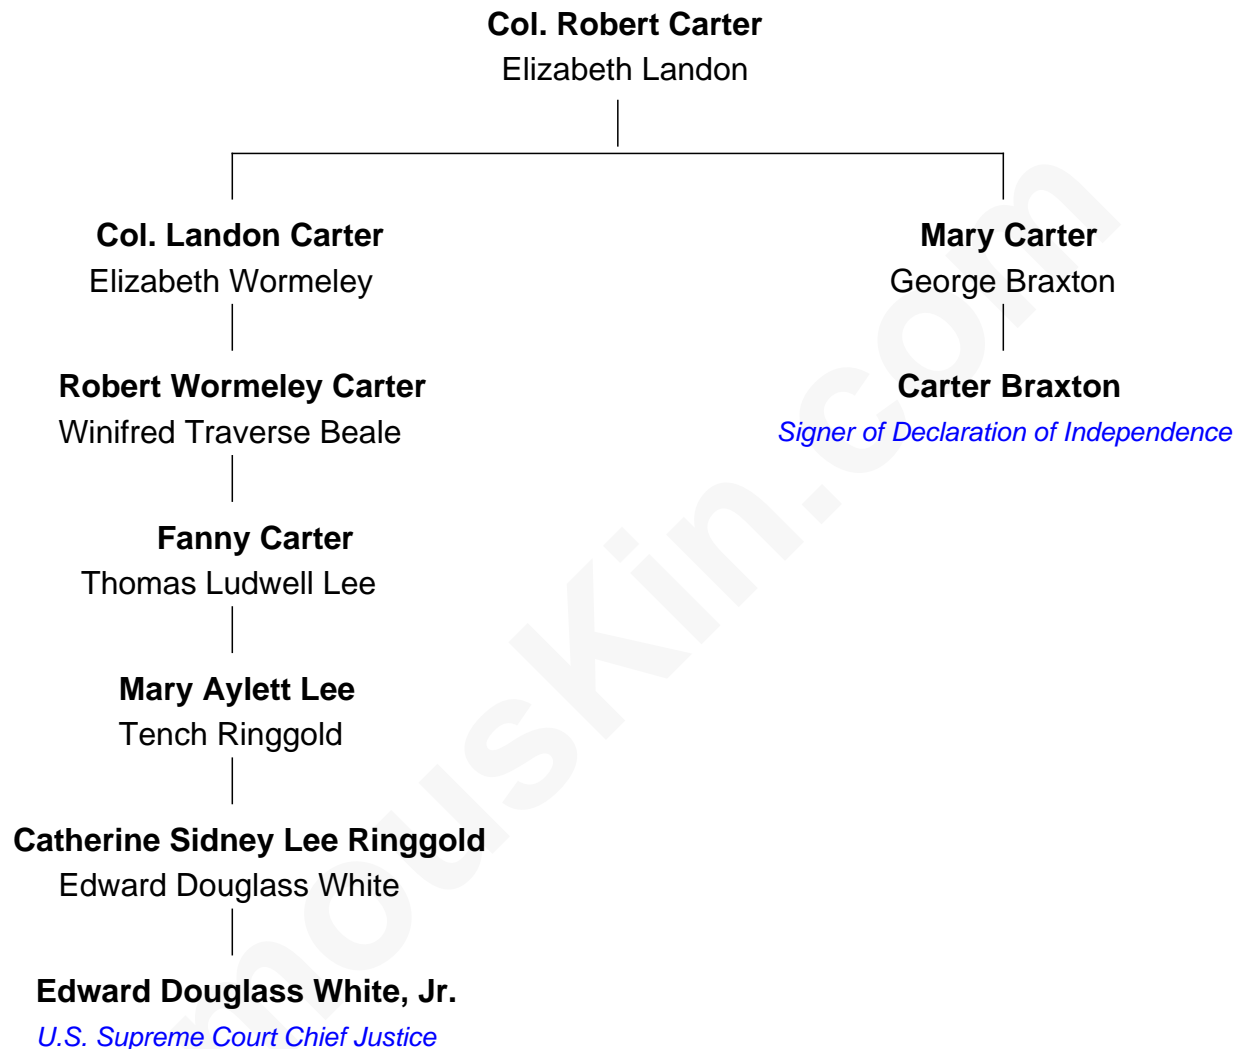 Col. Robert Carter
Elizabeth Landon
Col. Landon Carter
Elizabeth Wormeley
Mary Carter
George Braxton
Robert Wormeley Carter
Winifred Traverse Beale
Carter Braxton
Signer of Declaration of Independence
Fanny Carter
Thomas Ludwell Lee
Mary Aylett Lee
Tench Ringgold
Catherine Sidney Lee Ringgold
Edward Douglass White
Edward Douglass White, Jr.
U.S. Supreme Court Chief Justice
mousKin.com